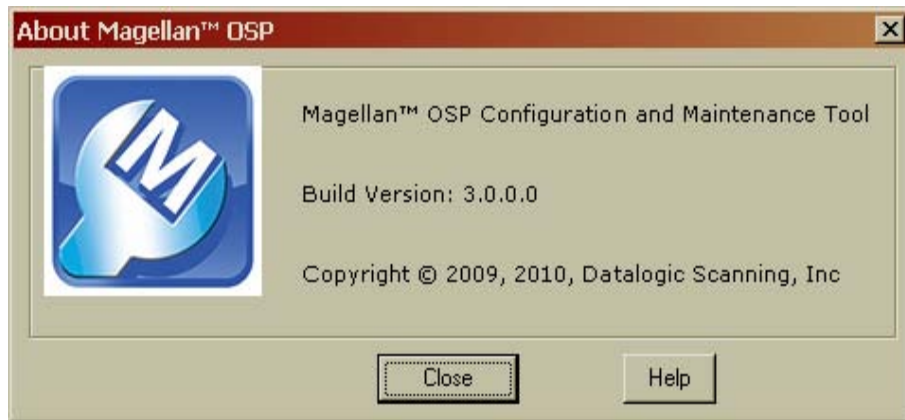 About Magellan™ OSP
M
Magellan™ OSP Configuration and Maintenance Tool
Build Version: 3.0.0.0
Copyright © 2009, 2010, Datalogic Scanning, Inc
Close
Help